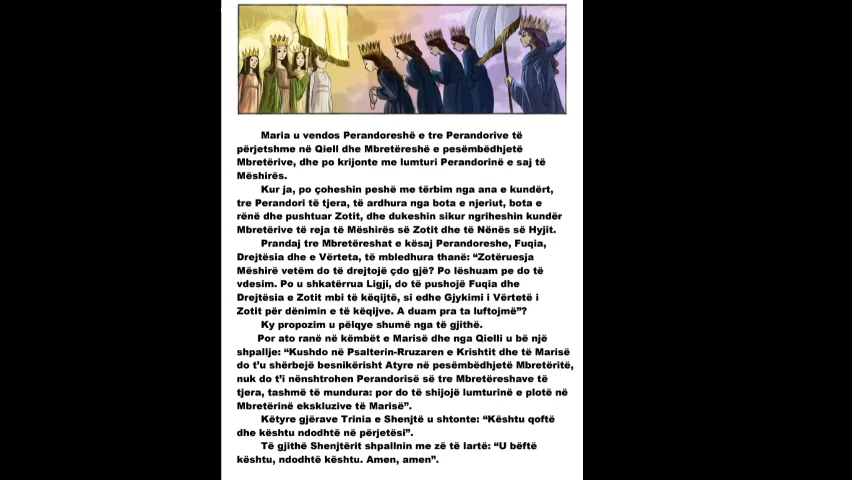 Maria u vendos Perandoreshë e tre Perandorive të
përjetshme në Qiell dhe Mbretëreshë e pesëmbëdhjetë
Mbretërive, dhe po krijonte me lumturi Perandorinë e saj të
Mëshirës.
Kur ja, po çoheshin peshë me tërbim nga ana e kundërt,
tre Perandori të tjera, të ardhura nga bota e njeriut, bota e
rënë dhe pushtuar Zotit, dhe dukeshin sikur ngriheshin kundër
Mbretërive të reja të Mëshirës së Zotit dhe të Nënës së Hyjit.
Prandaj tre Mbretëreshat e kësaj Perandoreshe, Fuqia,
Drejtësia dhe e Vërteta, të mbledhura thanë: “Zotëruesja
Mëshirë vetëm do të drejtojë çdo gjë? Po lëshuam pe do të
vdesim. Po u shkatërrua Ligji, do të pushojë Fuqia dhe
Drejtësia e Zotit mbi të këqijtë, si edhe Gjykimi i Vërtetë i
Zotit për dënimin e të këqijve. A duam pra ta luftojmë”?
Ky propozim u pëlqye shumë nga të gjithë.
Por ato ranë në këmbët e Marisë dhe nga Qielli u bë një
shpallje: “Kushdo në Psalterin-Rruzaren e Krishtit dhe të Marisë
do t’u shërbejë besnikërisht Atyre në pesëmbëdhjetë Mbretëritë,
nuk do t’i nënshtrohen Perandorisë së tre Mbretëreshave të
tjera, tashmë të mundura: por do të shijojë lumturinë e plotë në
Mbretërinë ekskluzive të Marisë”.
Këtyre gjërave Trinia e Shenjtë u shtonte: “Kështu qoftë
dhe kështu ndodhtë në përjetësi”.
Të gjithë Shenjtërit shpallnin me zë të lartë: “U bëftë
kështu, ndodhtë kështu. Amen, amen”.